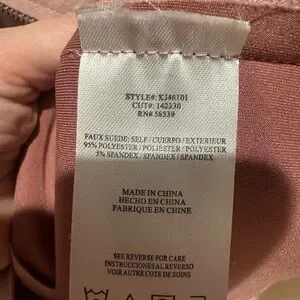 STYLE#: KJ46101
CUT#: 142330
RN# 58539
FAUX SUEDE: SELF / CUERPO / EXTERIEUR
95% POLYESTER / POLIESTER / POLYESTER
5% SPANDEX / SPANDEX / SPANDEX
MADE IN CHINA
HECHO EN CHINA
FABRIQUE EN CHINE
SEE REVERSE FOR CARE
INSTRUCCIONES AL REVERSO
VOIR AUTRE COTE DE SOINS